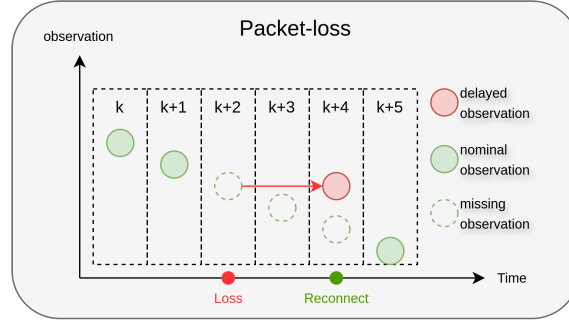 Packet-loss
observation
k k+1 k+2 k+3 k+4 k+5
delayed
observation
nominal
observation
missing
observation
Time
Loss Reconnect